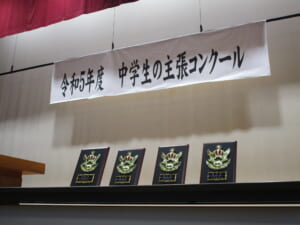 令和5年度 中学生の主張コンクール